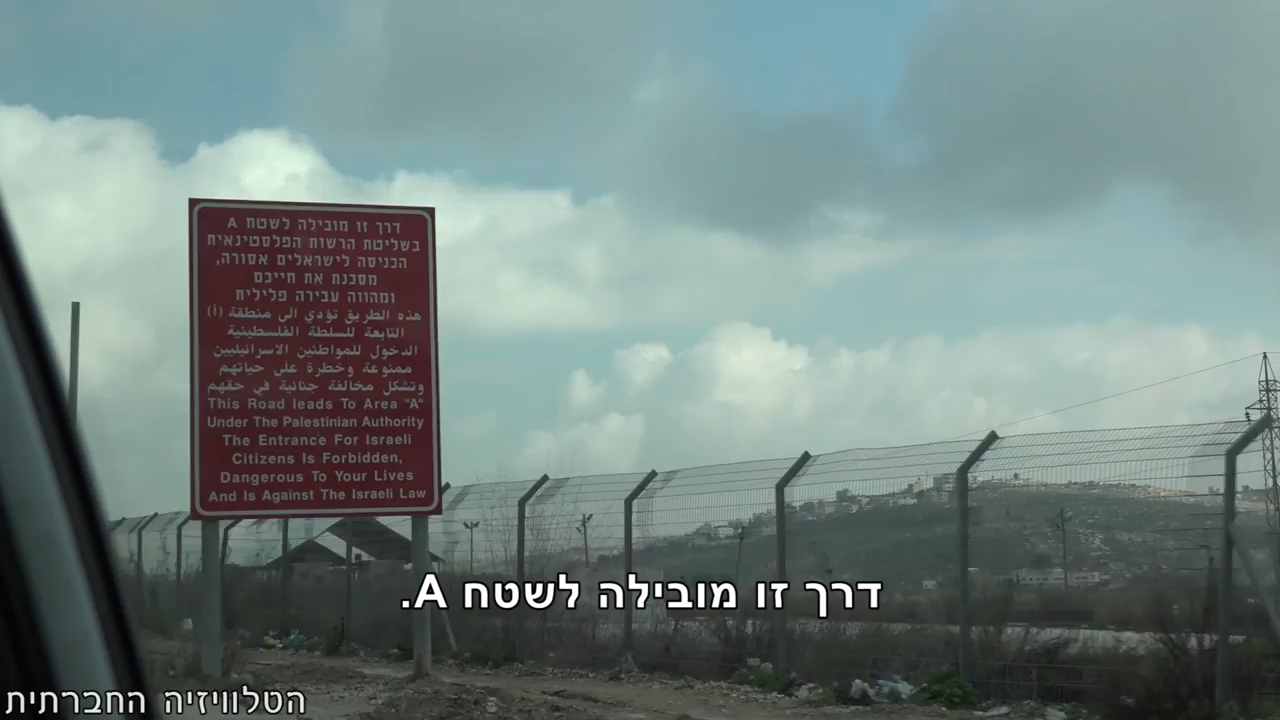 דרך זו מובילה לשטח A
בשליטת הרשות הפלסטינאית
הכניסה לישראלים אסורה,
מסכנת את חייכם
ומהווה עבירה פלילית
هذه الطريق تؤدي الى منطقة (أ)
التابعة للسلطة الفلسطينية
الدخول للمواطنين الاسرائيليين
ممنوعة وخطرة على حياتهم
وتشكل مخالفة جنائية في حقهم
This Road leads To Area "A"
Under The Palestinian Authority
The Entrance For Israeli
Citizens Is Forbidden,
Dangerous To Your Lives
And Is Against The Israeli Law
דרך זו מובילה לשטח A.
הטלוויזיה החברתית